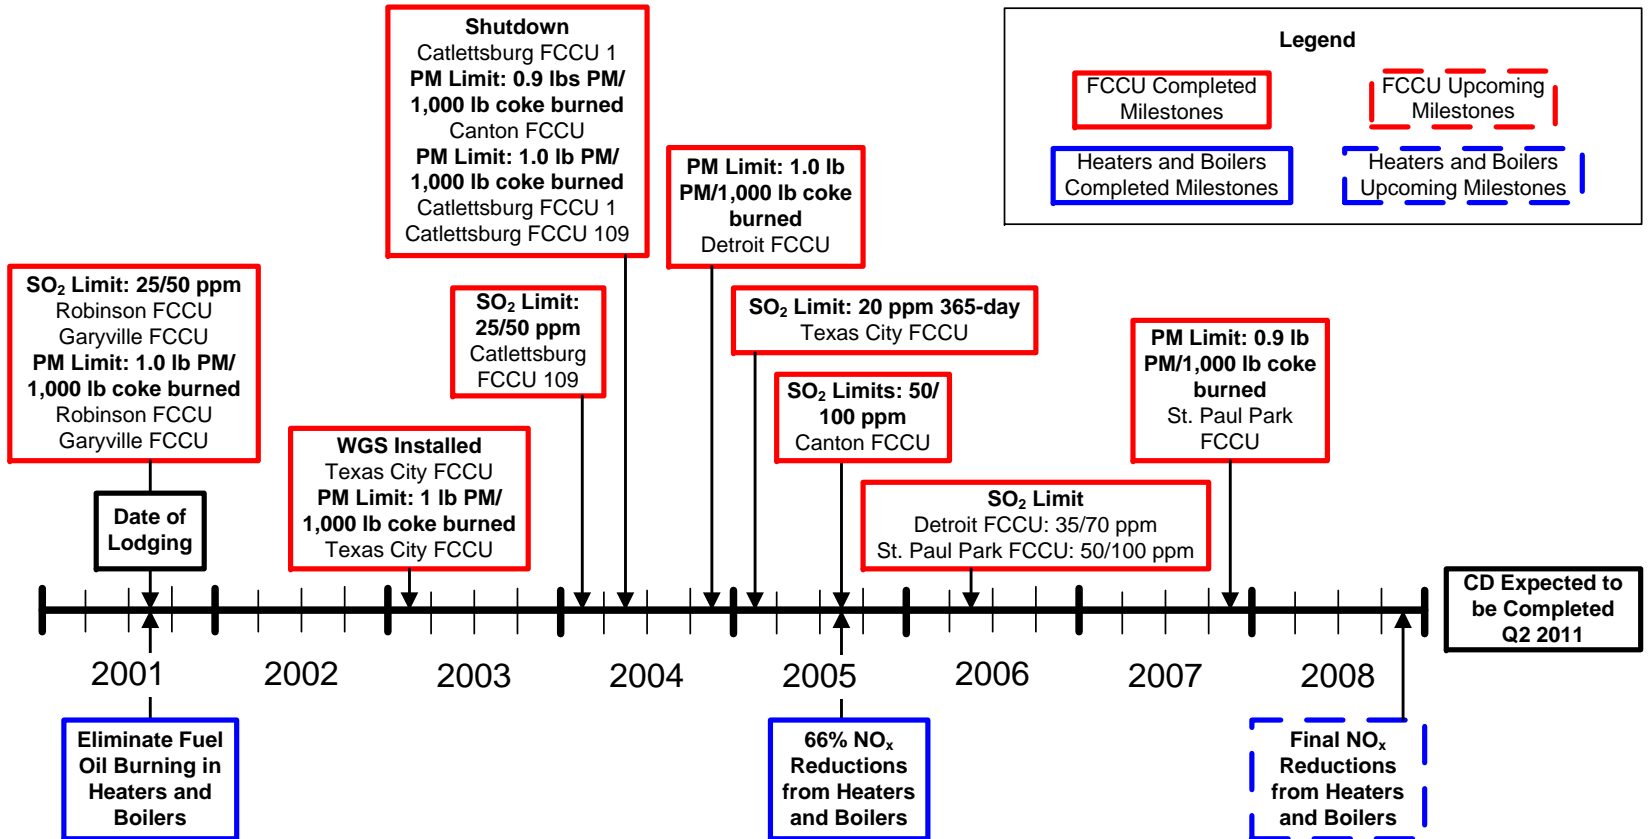 Shutdown
Catlettsburg FCCU 1
PM Limit: 0.9 lbs PM/
1,000 lb coke burned
Canton FCCU
PM Limit: 1.0 lb PM/
1,000 lb coke burned
Catlettsburg FCCU 1
Catlettsburg FCCU 109
Legend
FCCU Completed
Milestones
FCCU Upcoming
Milestones
Heaters and Boilers
Completed Milestones
Heaters and Boilers
Upcoming Milestones
PM Limit: 1.0 lb
PM/1,000 lb coke
burned
Detroit FCCU
SO₂ Limit: 25/50 ppm
Robinson FCCU
Garyville FCCU
PM Limit: 1.0 lb PM/
1,000 lb coke burned
Robinson FCCU
Garyville FCCU
SO₂ Limit:
25/50 ppm
Catlettsburg
FCCU 109
SO₂ Limit: 20 ppm 365-day
Texas City FCCU
PM Limit: 0.9 lb
PM/1,000 lb coke
burned
St. Paul Park
FCCU
SO₂ Limits: 50/
100 ppm
Canton FCCU
WGS Installed
Texas City FCCU
PM Limit: 1 lb PM/
1,000 lb coke burned
Texas City FCCU
SO₂ Limit
Detroit FCCU: 35/70 ppm
St. Paul Park FCCU: 50/100 ppm
Date of
Lodging
CD Expected to
be Completed
Q2 2011
2001
2002
2003
2004
2005
2006
2007
2008
Eliminate Fuel
Oil Burning in
Heaters and
Boilers
66% NOₓ
Reductions
from Heaters
and Boilers
Final NOₓ
Reductions
from Heaters
and Boilers